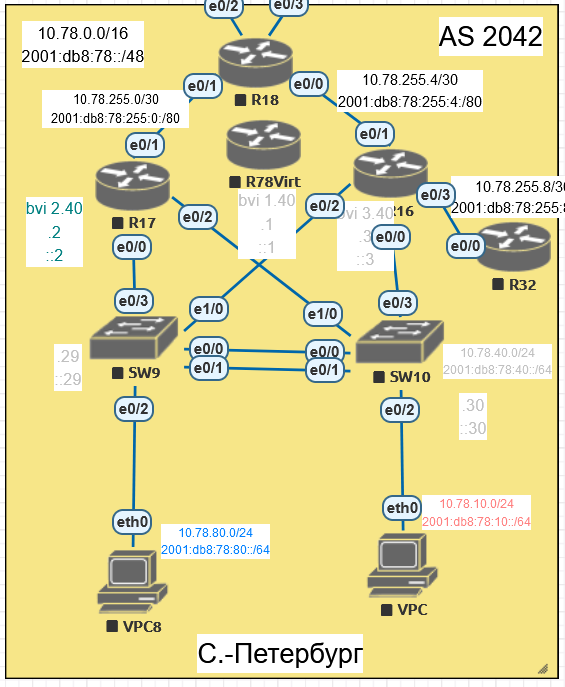 e0/2
e0/3
10.78.0.0/16
2001:db8:78::/48
AS 2042
e0/1
e0/0
R18
10.78.255.4/30
2001:db8:78:255:4:/80
10.78.255.0/30
2001:db8:78:255:0:/80
e0/1
e0/1
R78Virt
R17
bvi 2.40
.2
::2
e0/2
bvi 1.40
.1
::1
e0/2
bvi 3.40
.3
::3
R16
e0/3
10.78.255.8/30
2001:db8:78:255:8
e0/0
e0/0
e0/0
R32
e0/3
e1/0
e1/0
e0/3
SW9
e0/0
e0/1
e0/0
e0/1
SW10
.29
::29
10.78.40.0/24
2001:db8:78:40::/64
.30
::30
e0/2
e0/2
eth0
10.78.80.0/24
2001:db8:78:80::/64
eth0
10.78.10.0/24
2001:db8:78:10::/64
VPC8
VPC
С.-Петербург